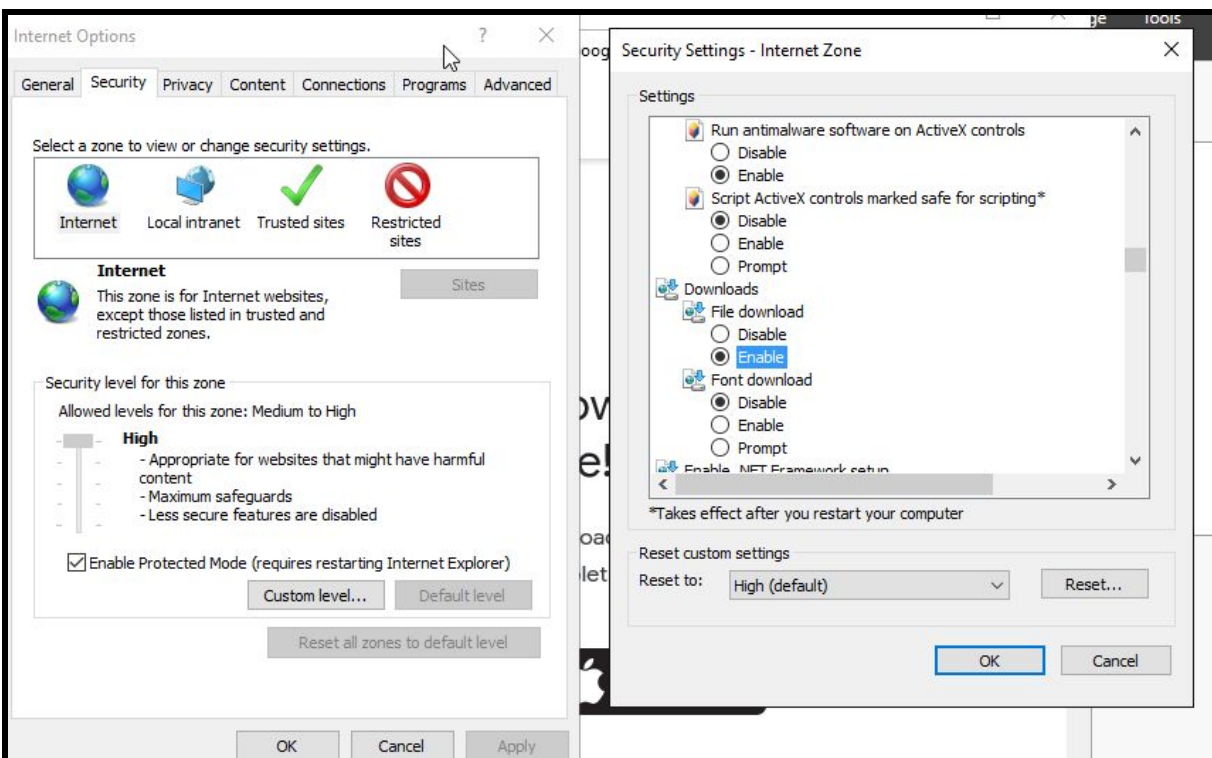 Internet Options
?
General Security Privacy Content Connections Programs Advanced
Select a zone to view or change security settings.
Internet
Local intranet
Trusted sites
Restricted
sites
Internet
This zone is for Internet websites,
except those listed in trusted and
restricted zones.
Sites
Security level for this zone
Allowed levels for this zone: Medium to High
High
- Appropriate for websites that might have harmful
content
- Maximum safeguards
- Less secure features are disabled
Enable Protected Mode (requires restarting Internet Explorer)
Custom level...
Default level
Reset all zones to default level
OK
Cancel
Apply
Tools
Security Settings - Internet Zone
Settings
Run antimalware software on ActiveX controls
Disable
Enable
Script ActiveX controls marked safe for scripting*
Disable
Enable
Prompt
Downloads
File download
Disable
Enable
Font download
Disable
Enable
Prompt
Enable .NET Framework setup
*Takes effect after you restart your computer
Reset custom settings
Reset to:
High (default)
Reset...
OK
Cancel